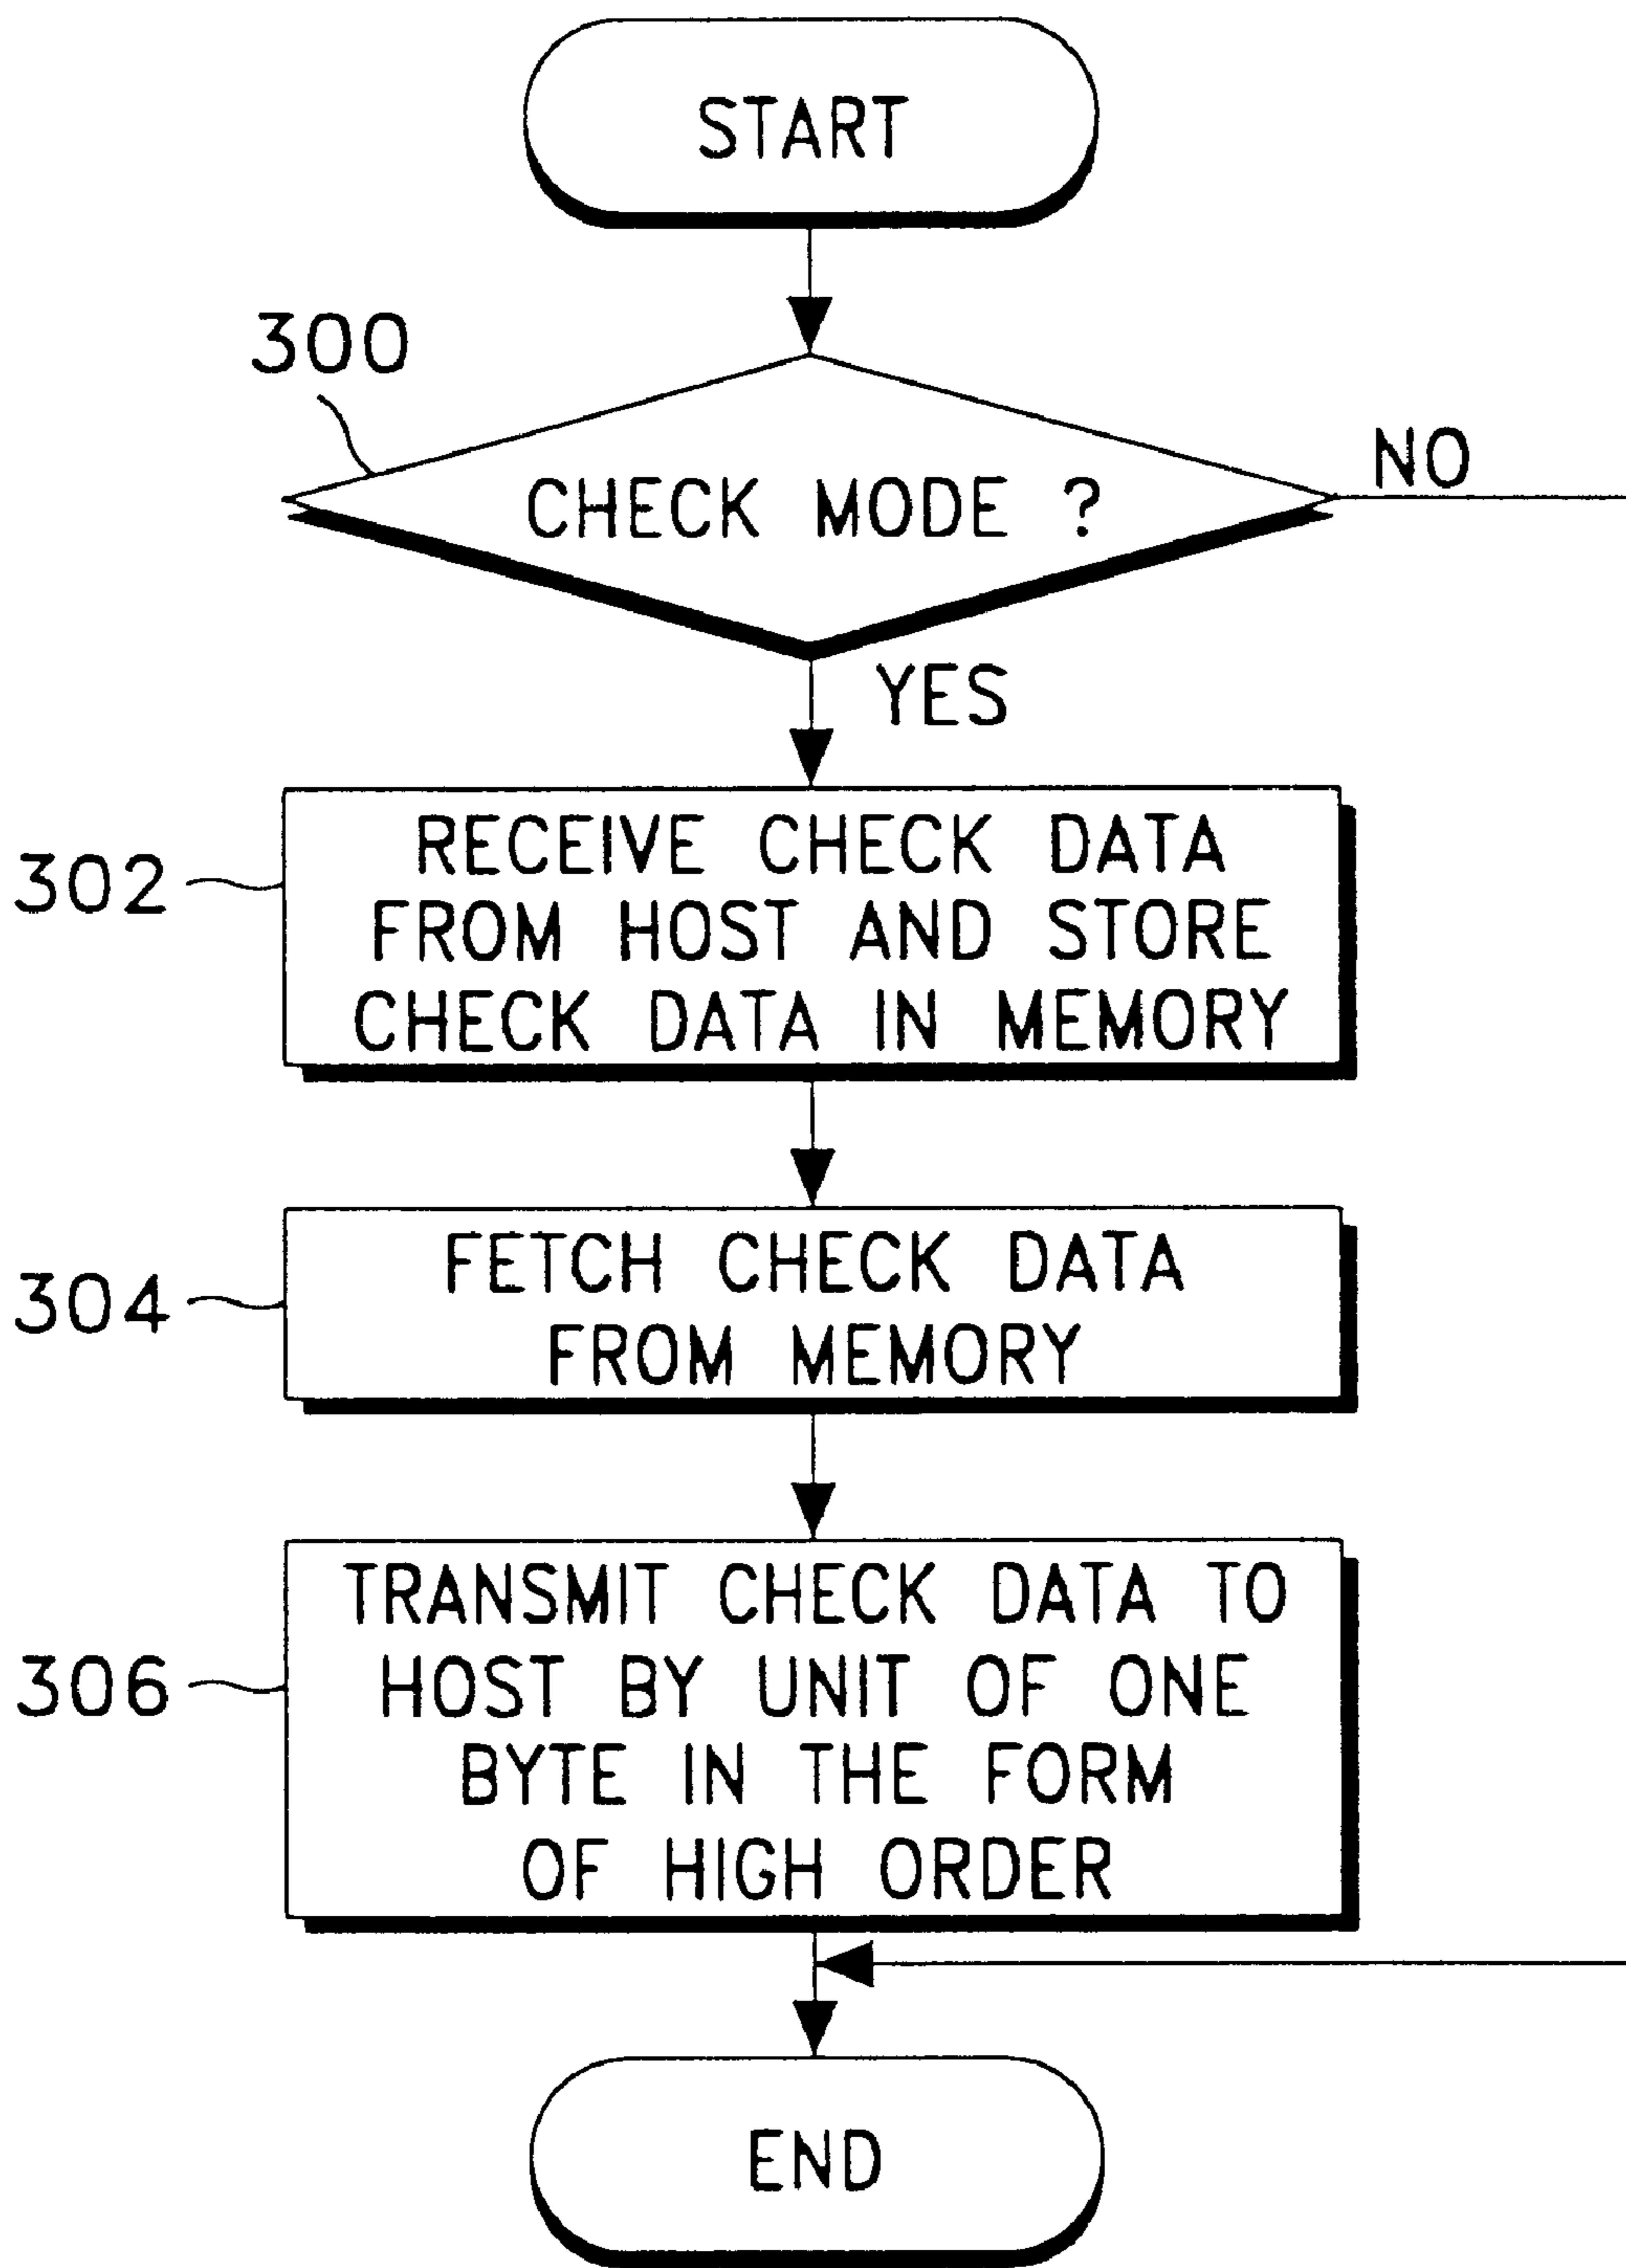 START
300
CHECK MODE ?
NO
YES
302
RECEIVE CHECK DATA
FROM HOST AND STORE
CHECK DATA IN MEMORY
304
FETCH CHECK DATA
FROM MEMORY
306
TRANSMIT CHECK DATA TO
HOST BY UNIT OF ONE
BYTE IN THE FORM
OF HIGH ORDER
END